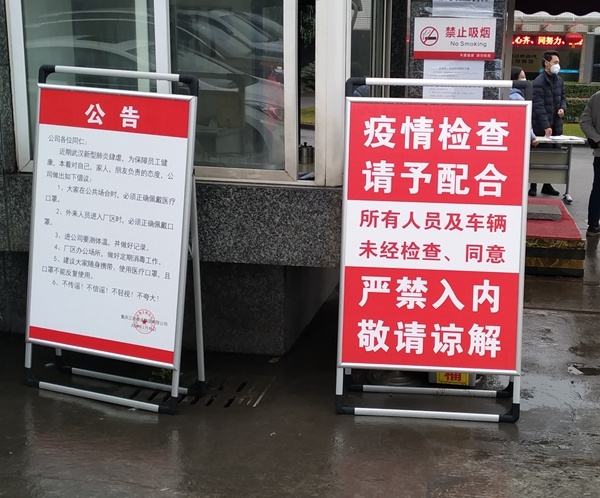 公告
公司各位同仁：
近期武汉新型肺炎肆虐，为保障员工健
康，本着对自己、家人、朋友负责的态度，公
司做出如下倡议：
1、大家在公共场合时，必须正确佩戴医疗
口罩。
2、外来人员进入厂区时，必须正确佩戴口
罩。
3、进公司要测体温，并做好记录。
4、厂区办公场所，做好定期消毒工作。
5、建议大家随身携带，使用医疗口罩，且
口罩不能反复使用。
6、不传谣！不信谣！不轻视！不夸大！
疫情检查
请予配合
所有人员及车辆
未经检查、同意
严禁入内
敬请谅解
禁止吸烟
No Smoking
心齐、同努力、